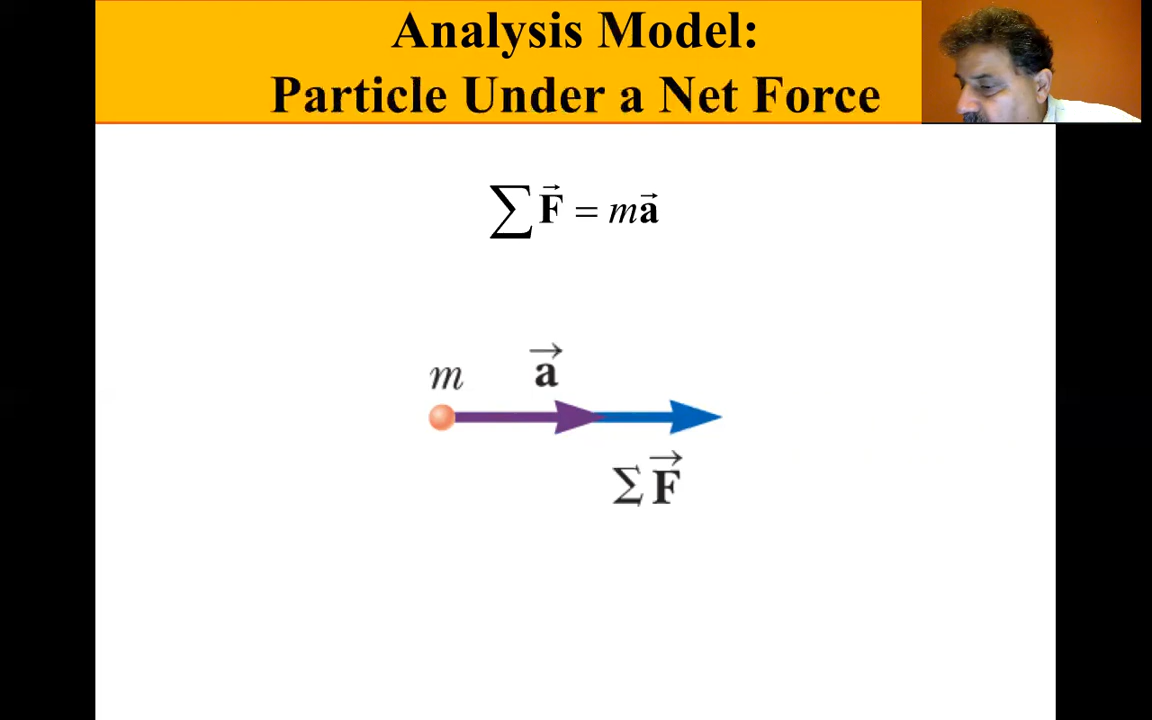 Analysis Model:
Particle Under a Net Force
∑ F⃗ = ma⃗
m
a⃗
Σ F⃗